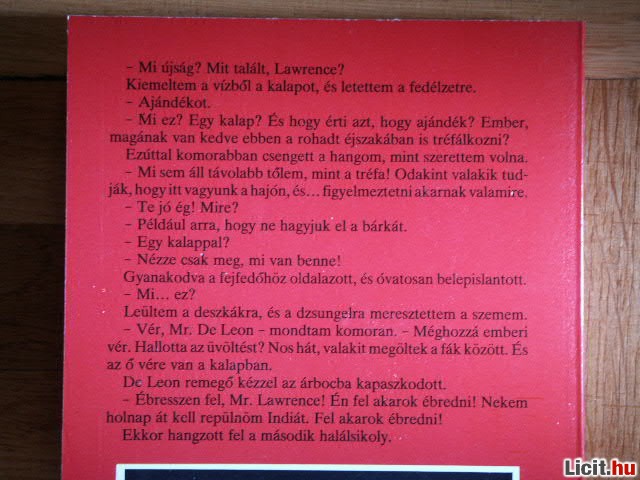 – Mi újság? Mit talált, Lawrence?
Kiemeltem a vízből a kalapot, és letettem a fedélzetre.
– Ajándékot.
– Mi ez? Egy kalap? És hogy érti azt, hogy ajándék? Ember,
magának van kedve ebben a rohadt éjszakában is tréfálkozni?
Ezúttal komorabban csengett a hangom, mint szerettem volna.
– Mi sem áll távolabb tőlem, mint a tréfa! Odakint valakik tud-
ják, hogy itt vagyunk a hajón, és... figyelmeztetni akarnak valamire.
– Te jó ég! Mire?
– Például arra, hogy ne hagyjuk el a bárkát.
– Egy kalappal?
– Nézze csak meg, mi van benne!
Gyanakodva a fejfedőhöz oldalazott, és óvatosan belepislantott.
– Mi... ez?
Leültem a deszkákra, és a dzsungelra meresztettem a szemem.
– Vér, Mr. De Leon – mondtam komoran. – Méghozzá emberi
vér. Hallotta az üvöltést? Nos hát, valakit megöltek a fák között. És
az ő vére van a kalapban.
De Leon remegő kézzel az árbocba kapaszkodott.
– Ébresszen fel, Mr. Lawrence! Én fel akarok ébredni! Nekem
holnap át kell repülnöm Indiát. Fel akarok ébredni!
Ekkor hangzott fel a második halálsikoly.
Licit.hu